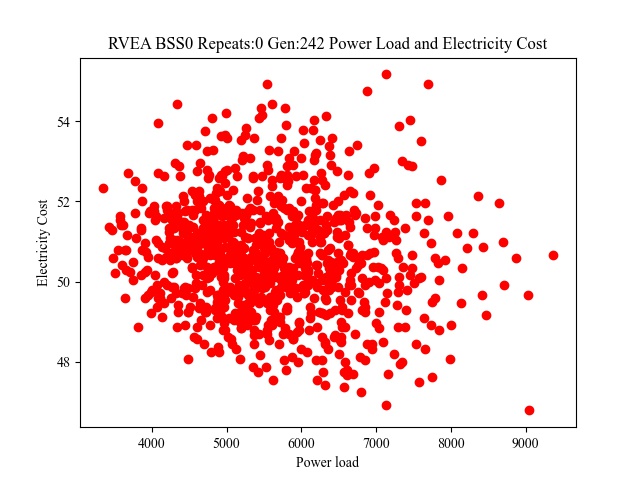 RVEA BSS0 Repeats:0 Gen:242 Power Load and Electricity Cost
54
52
50
48
Electricity Cost
4000 5000 6000 7000 8000 9000
Power load